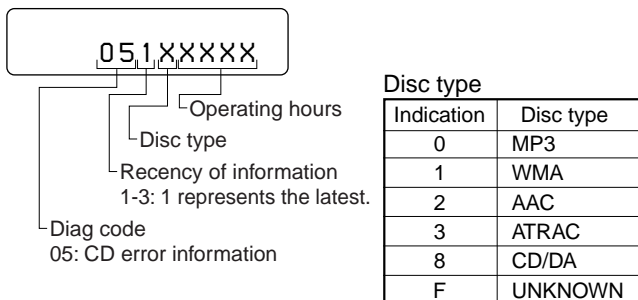 051XXXXXX
Operating hours
Disc type
Recency of information
1-3: 1 represents the latest.
Diag code
05: CD error information
Disc type
Indication Disc type
0 MP3
1 WMA
2 AAC
3 ATRAC
8 CD/DA
F UNKNOWN